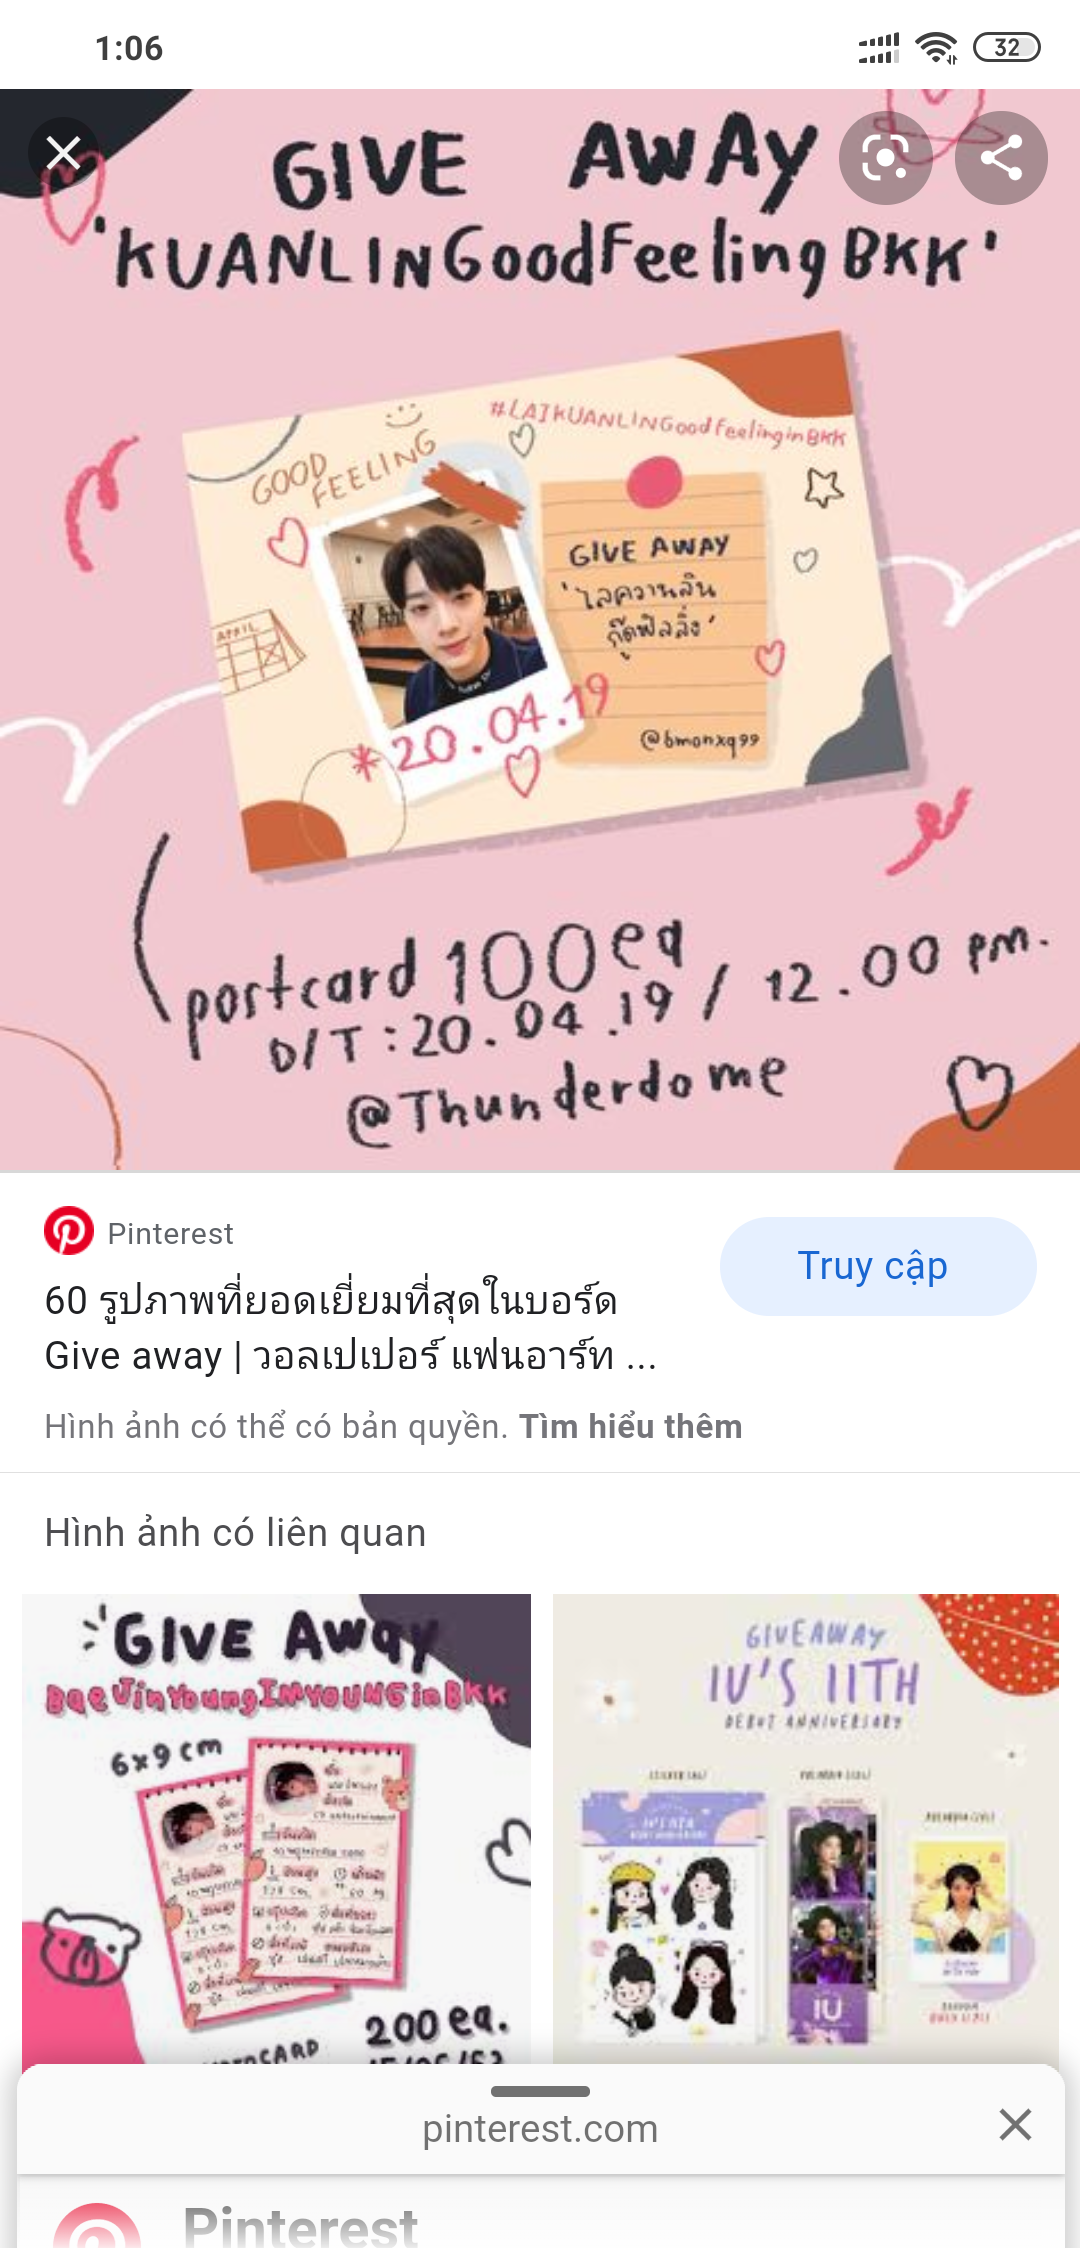 1:06
32
GIVE AWAY
'KUANLINGoodFeelingBKK'
#LAIKUANLINGoodFeelinginBKK
GOOD
FEELING
GIVE AWAY
'ไลควานลิน
กู๊ดฟีลลิ่ง'
APRIL
*20.04.19
@bmonxq99
postcard 100 ea
D/T : 20.04.19 / 12.00 pm.
@Thunderdome
Pinterest
Truy cập
60 รูปภาพที่ยอดเยี่ยมที่สุดในบอร์ด
Give away | วอลเปเปอร์ แฟนอาร์ท ...
Hình ảnh có thể có bản quyền. Tìm hiểu thêm
Hình ảnh có liên quan
GIVE AWAY
BaeJinYoungIMYOUNGinBKK
6x9 cm
200 ea.
GIVEAWAY
IU'S 11TH
DEBUT ANNIVERSARY
IU
pinterest.com
Pinterest